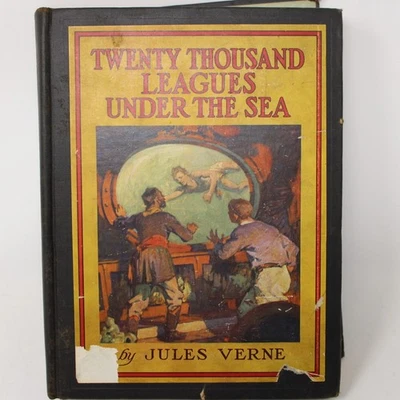 TWENTY THOUSAND
LEAGUES
UNDER THE SEA
by JULES VERNE